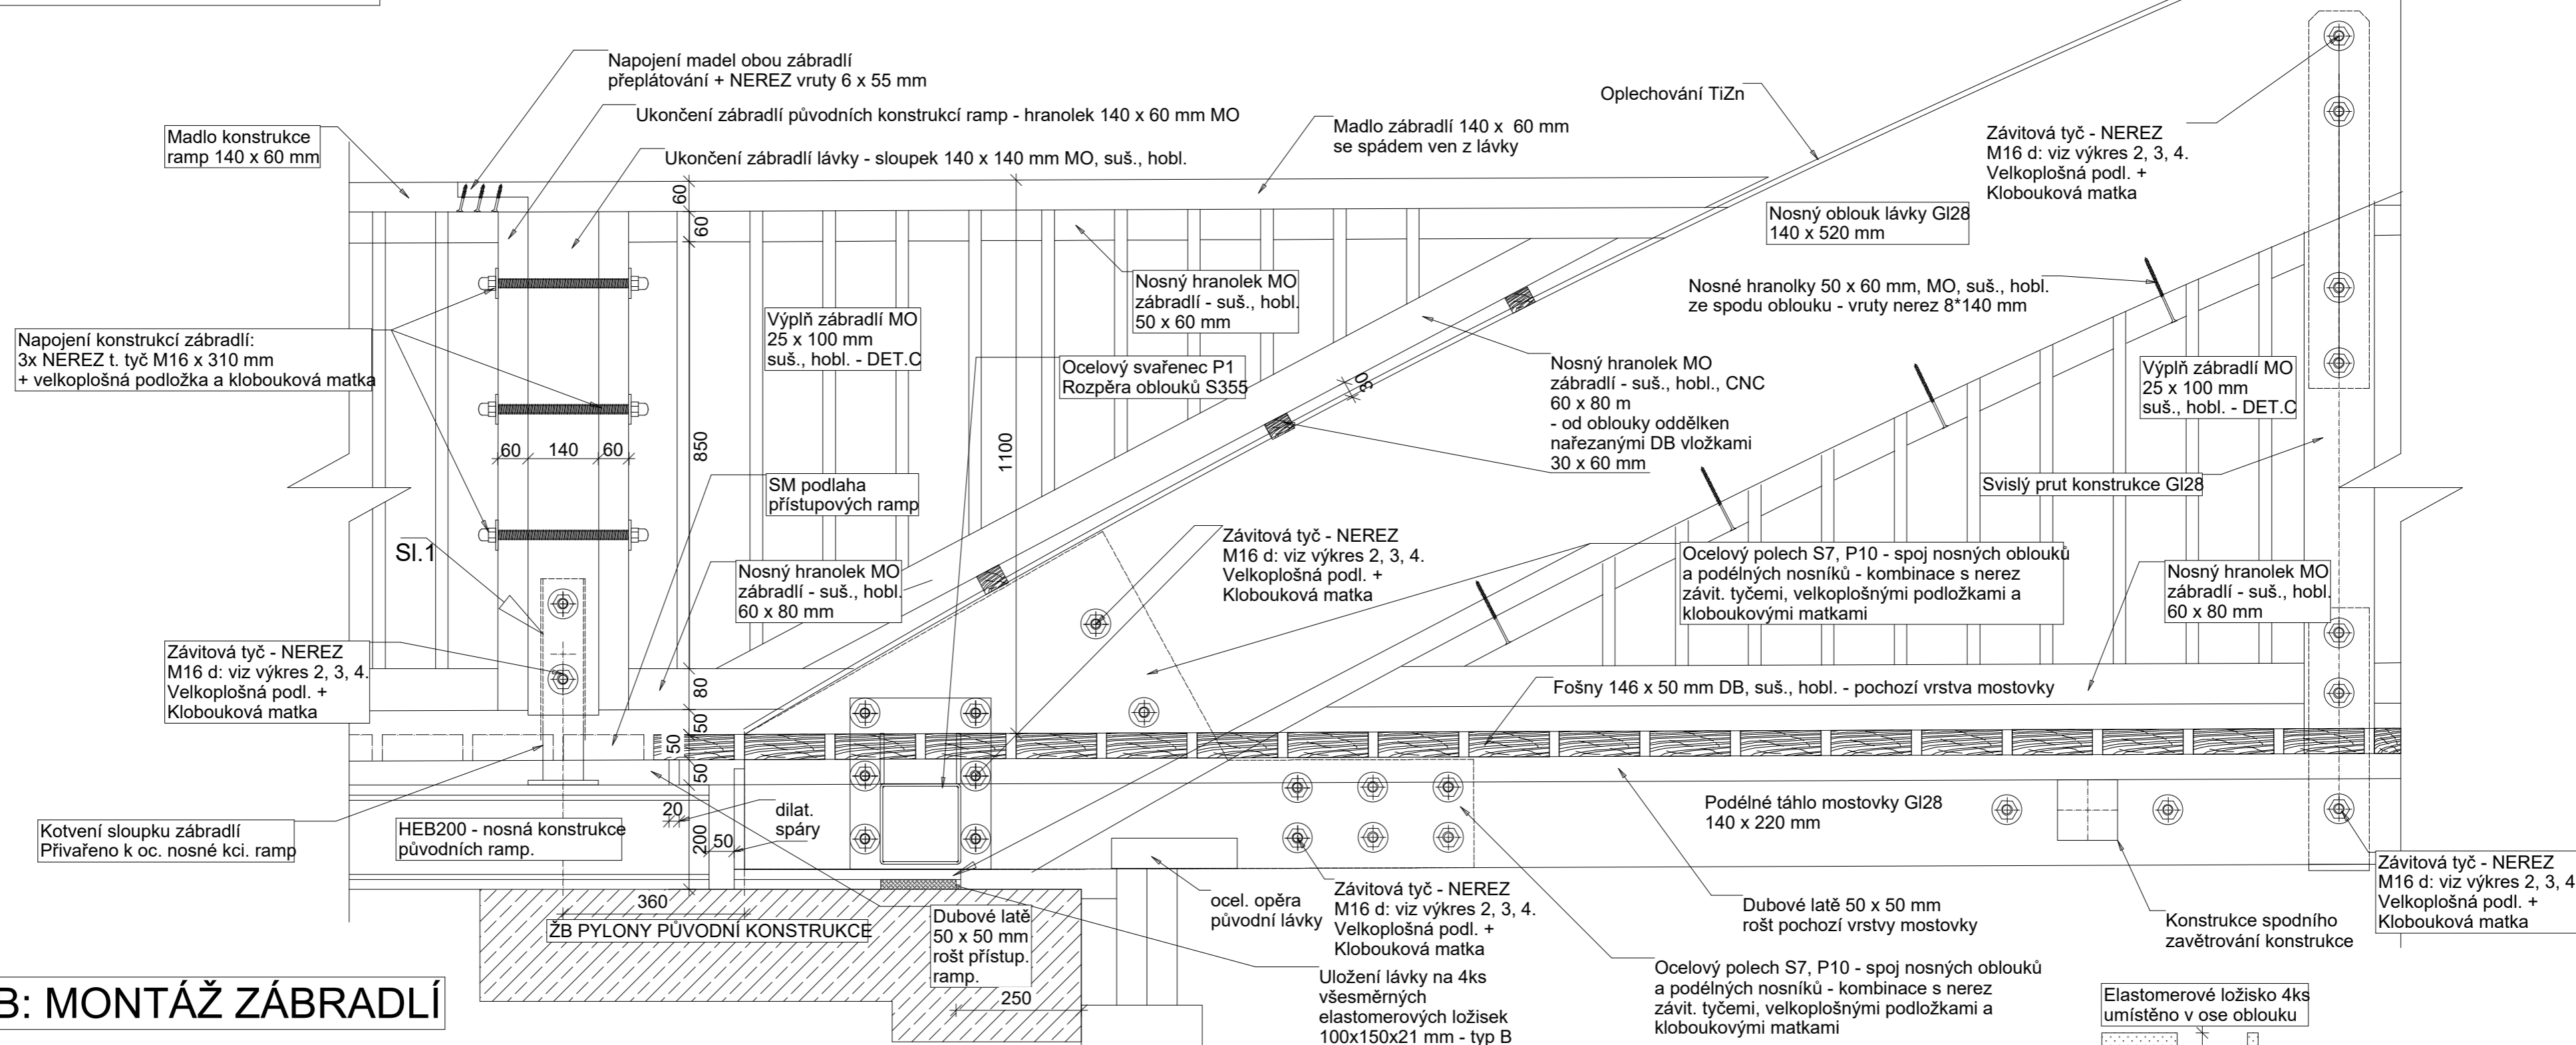 Napojení madel obou zábradlí
přeplátování + NEREZ vruty 6 x 55 mm
Ukončení zábradlí původních konstrukcí ramp - hranolek 140 x 60 mm MO
Madlo konstrukce
ramp 140 x 60 mm
Ukončení zábradlí lávky - sloupek 140 x 140 mm MO, suš., hobl.
Madlo zábradlí 140 x 60 mm
se spádem ven z lávky
Oplechování TiZn
Závitová tyč - NEREZ
M16 d: viz výkres 2, 3, 4.
Velkoplošná podl. +
Klobouková matka
60
60
Nosný oblouk lávky Gl28
140 x 520 mm
Nosný hranolek MO
zábradlí - suš., hobl.
50 x 60 mm
Nosné hranolky 50 x 60 mm, MO, suš., hobl.
ze spodu oblouku - vruty nerez 8*140 mm
Výplň zábradlí MO
25 x 100 mm
suš., hobl. - DET.C
Napojení konstrukcí zábradlí:
3x NEREZ t. tyč M16 x 310 mm
+ velkoplošná podložka a klobouková matka
Ocelový svařenec P1
Rozpěra oblouků S355
30
Nosný hranolek MO
zábradlí - suš., hobl., CNC
60 x 80 m
- od oblouky oddělken
nařezanými DB vložkami
30 x 60 mm
Výplň zábradlí MO
25 x 100 mm
suš., hobl. - DET.C
60
140
60
850
1100
SM podlaha
přístupových ramp
Svislý prut konstrukce Gl28
Sl.1
Závitová tyč - NEREZ
M16 d: viz výkres 2, 3, 4.
Velkoplošná podl. +
Klobouková matka
Nosný hranolek MO
zábradlí - suš., hobl.
60 x 80 mm
Ocelový polech S7, P10 - spoj nosných oblouků
a podélných nosníků - kombinace s nerez
závit. tyčemi, velkoplošnými podložkami a
kloboukovými matkami
Nosný hranolek MO
zábradlí - suš., hobl.
60 x 80 mm
Závitová tyč - NEREZ
M16 d: viz výkres 2, 3, 4.
Velkoplošná podl. +
Klobouková matka
80
50
50
50
Fošny 146 x 50 mm DB, suš., hobl. - pochozí vrstva mostovky
20
dilat.
spáry
200
50
Podélné táhlo mostovky Gl28
140 x 220 mm
Kotvení sloupku zábradlí
Přivařeno k oc. nosné kci. ramp
HEB200 - nosná konstrukce
původních ramp.
360
ŽB PYLONY PŮVODNÍ KONSTRUKCE
Dubové latě
50 x 50 mm
rošt přístup.
ramp.
250
ocel. opěra
původní lávky
Závitová tyč - NEREZ
M16 d: viz výkres 2, 3, 4.
Velkoplošná podl. +
Klobouková matka
Dubové latě 50 x 50 mm
rošt pochozí vrstvy mostovky
Konstrukce spodního
zavětrování konstrukce
Závitová tyč - NEREZ
M16 d: viz výkres 2, 3, 4
Velkoplošná podl. +
Klobouková matka
Uložení lávky na 4ks
všesměrných
elastomerových ložisek
100x150x21 mm - typ B
Ocelový polech S7, P10 - spoj nosných oblouků
a podélných nosníků - kombinace s nerez
závit. tyčemi, velkoplošnými podložkami a
kloboukovými matkami
Elastomerové ložisko 4ks
umístěno v ose oblouku
B: MONTÁŽ ZÁBRADLÍ